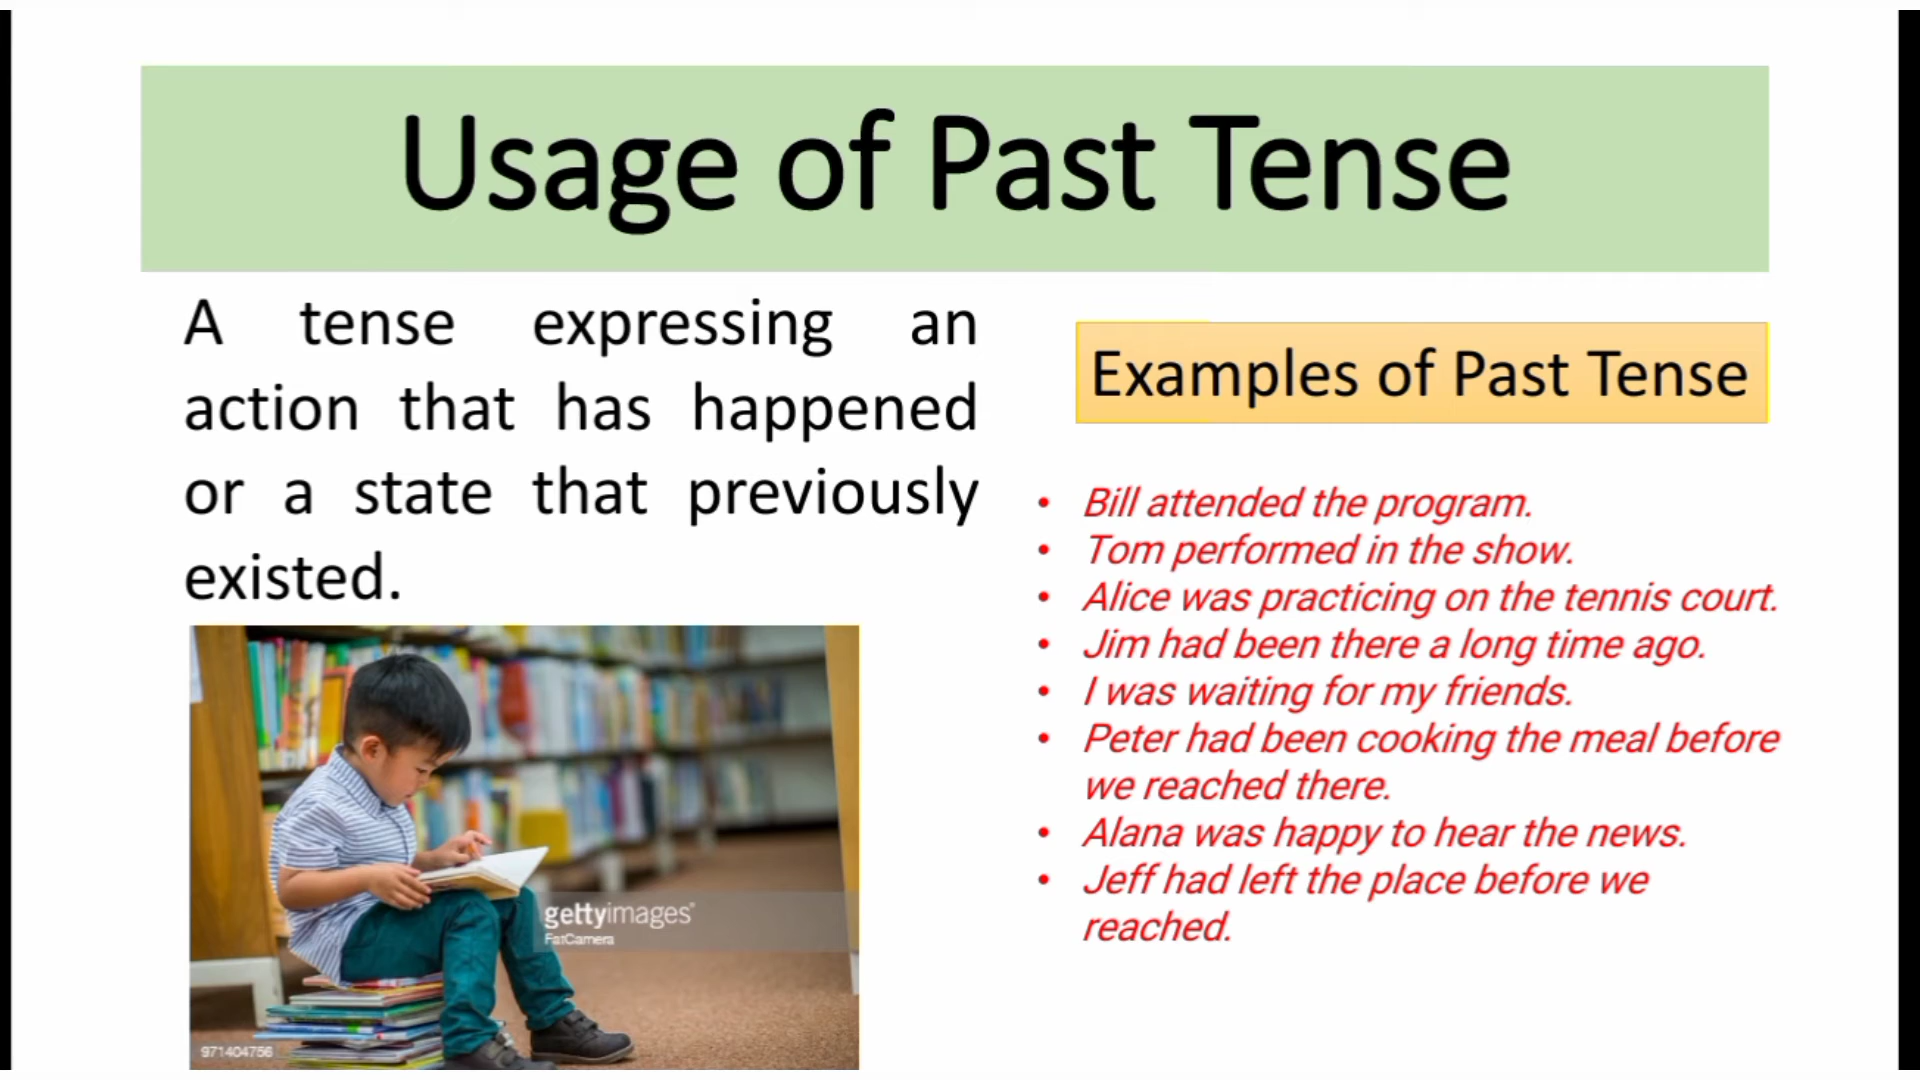 Usage of Past Tense
A tense expressing an
action that has happened
or a state that previously
existed.
Examples of Past Tense
• Bill attended the program.
• Tom performed in the show.
• Alice was practicing on the tennis court.
• Jim had been there a long time ago.
• I was waiting for my friends.
• Peter had been cooking the meal before
we reached there.
• Alana was happy to hear the news.
• Jeff had left the place before we
reached.
gettyimages®
FatCamera
971404756